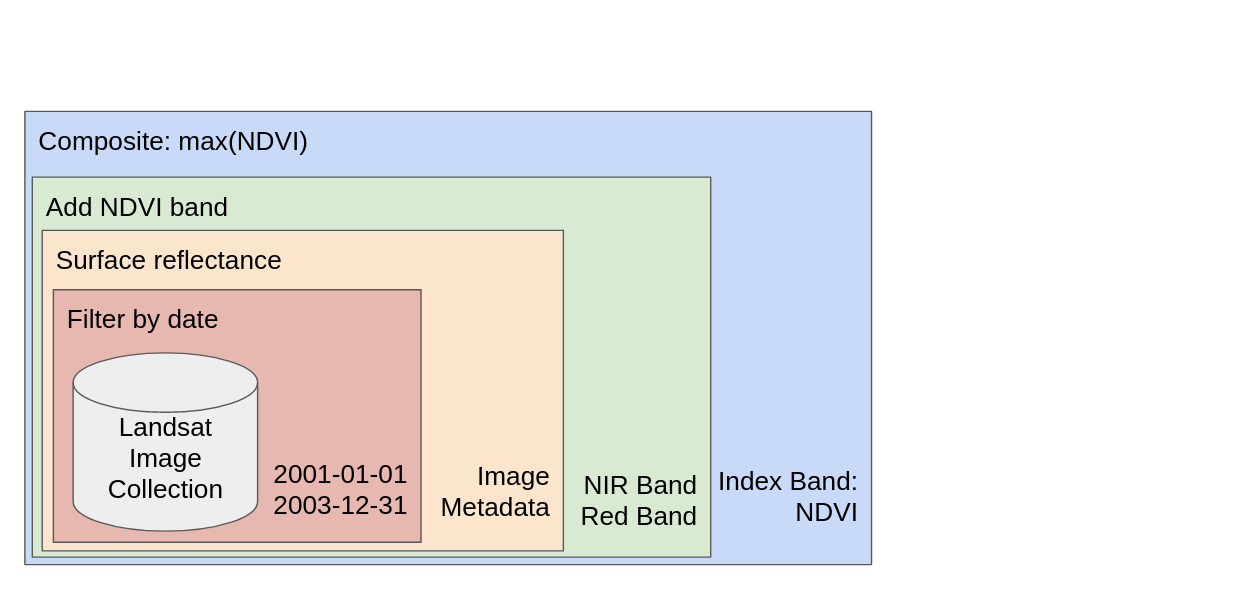 Composite: max(NDVI)
Add NDVI band
Surface reflectance
Filter by date
Landsat
Image
Collection
2001-01-01
2003-12-31
Image
Metadata
NIR Band
Red Band
Index Band:
NDVI